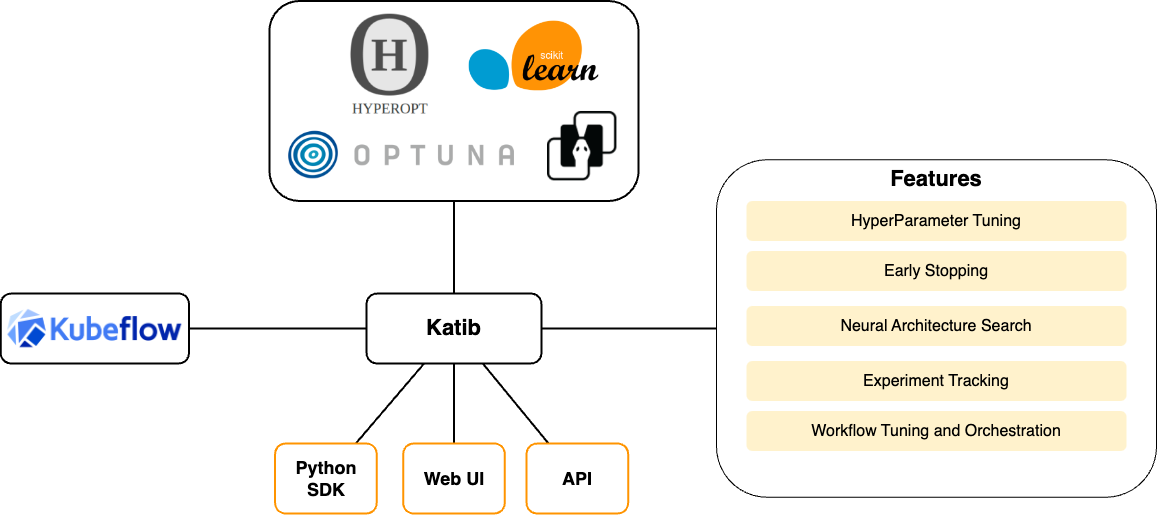 H
HYPEROPT
scikit
learn
OPTUNA
Features
HyperParameter Tuning
Early Stopping
Neural Architecture Search
Experiment Tracking
Workflow Tuning and Orchestration
Kubeflow
Katib
Python
SDK
Web UI
API